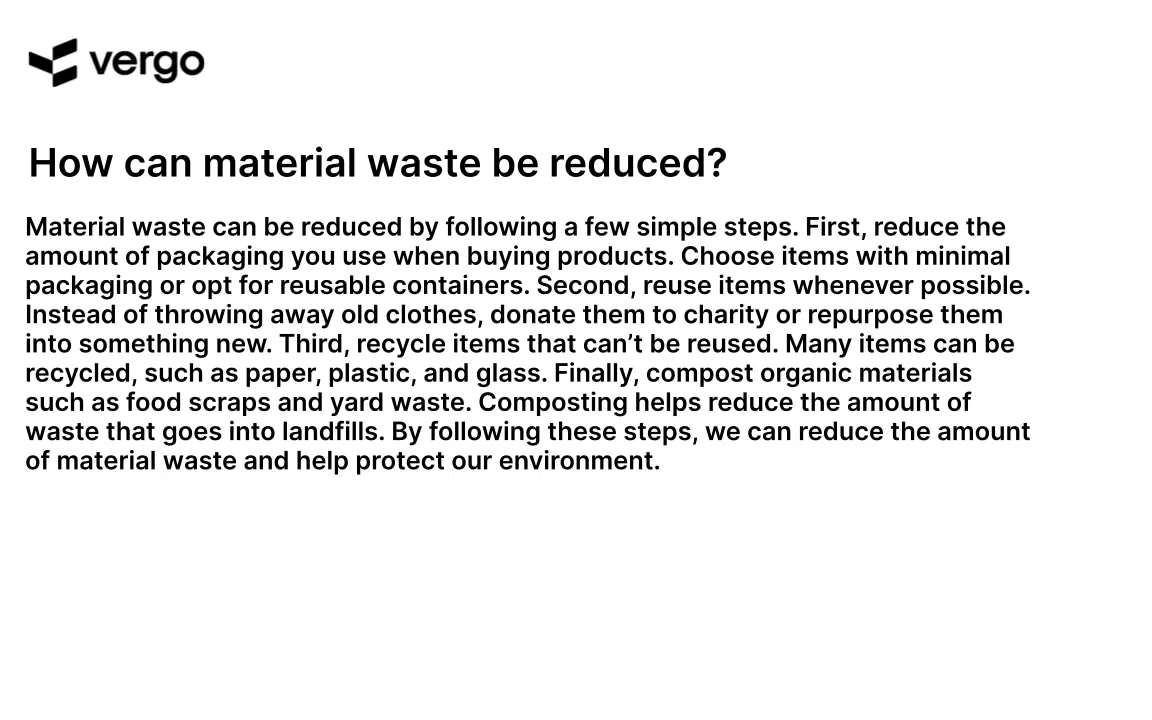 vergo
How can material waste be reduced?
Material waste can be reduced by following a few simple steps. First, reduce the
amount of packaging you use when buying products. Choose items with minimal
packaging or opt for reusable containers. Second, reuse items whenever possible.
Instead of throwing away old clothes, donate them to charity or repurpose them
into something new. Third, recycle items that can’t be reused. Many items can be
recycled, such as paper, plastic, and glass. Finally, compost organic materials
such as food scraps and yard waste. Composting helps reduce the amount of
waste that goes into landfills. By following these steps, we can reduce the amount
of material waste and help protect our environment.